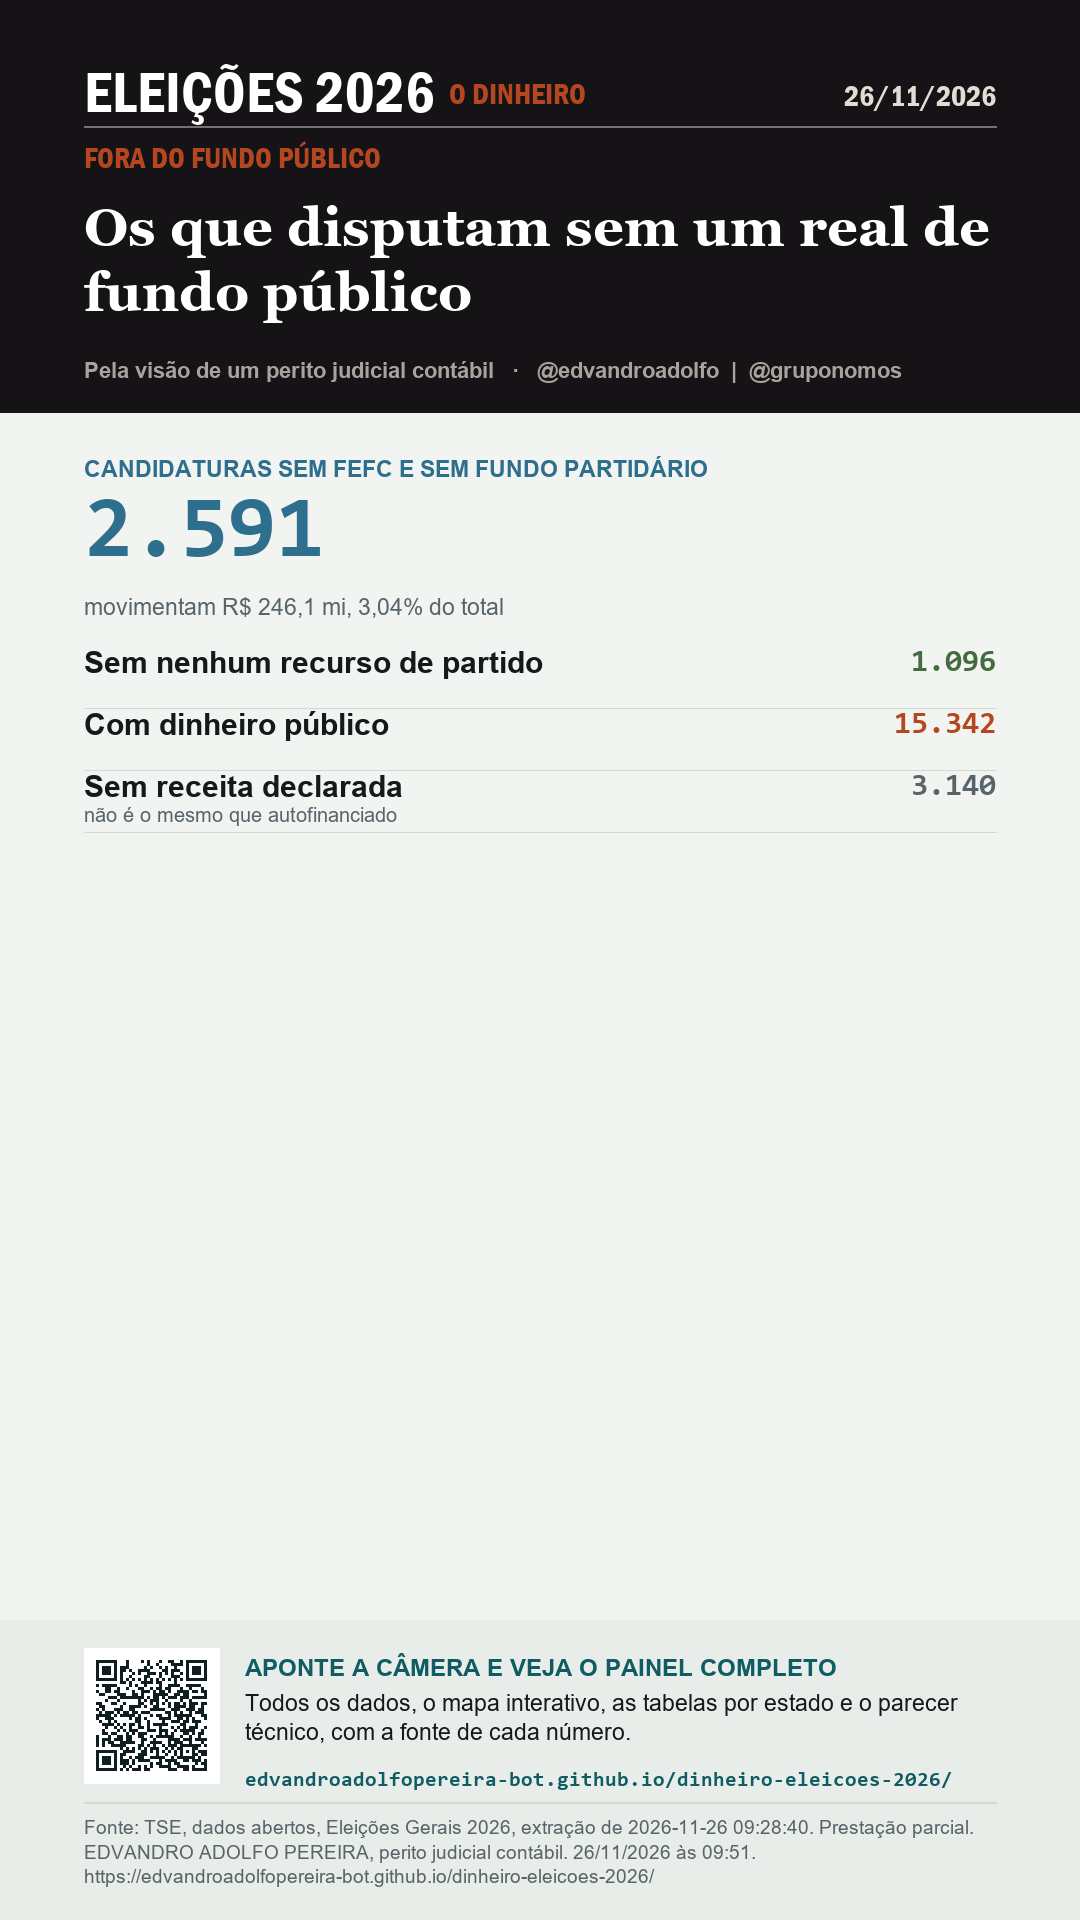 ELEIÇÕES 2026 O DINHEIRO 26/11/2026
FORA DO FUNDO PÚBLICO
Os que disputam sem um real de
fundo público
Pela visão de um perito judicial contábil · @edvandroadolfo | @gruponomos
CANDIDATURAS SEM FEFC E SEM FUNDO PARTIDÁRIO
2.591
movimentam R$ 246,1 mi, 3,04% do total
Sem nenhum recurso de partido 1.096
Com dinheiro público 15.342
Sem receita declarada 3.140
não é o mesmo que autofinanciado
APONTE A CÂMERA E VEJA O PAINEL COMPLETO
Todos os dados, o mapa interativo, as tabelas por estado e o parecer
técnico, com a fonte de cada número.
edvandroadolfopereira-bot.github.io/dinheiro-eleicoes-2026/
Fonte: TSE, dados abertos, Eleições Gerais 2026, extração de 2026-11-26 09:28:40. Prestação parcial.
EDVANDRO ADOLFO PEREIRA, perito judicial contábil. 26/11/2026 às 09:51.
https://edvandroadolfopereira-bot.github.io/dinheiro-eleicoes-2026/